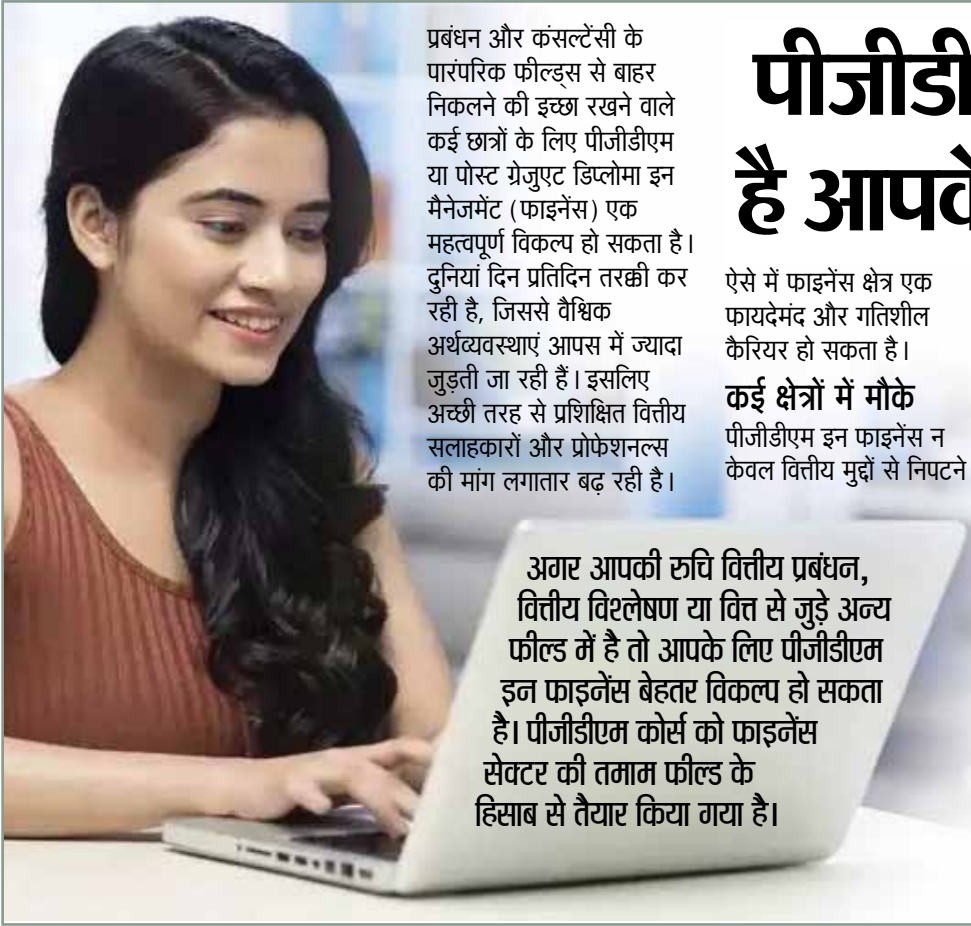 पीजीडी
है आपके
प्रबंधन और कंसल्टेंसी के
पारंपरिक फील्ड्स से बाहर
निकलने की इच्छा रखने वाले
कई छात्रों के लिए पीजीडीएम
या पोस्ट ग्रेजुएट डिप्लोमा इन
मैनेजमेंट (फाइनेंस) एक
महत्वपूर्ण विकल्प हो सकता है।
दुनियां दिन प्रतिदिन तरक्की कर
रही है, जिससे वैश्विक
अर्थव्यवस्थाएं आपस में ज्यादा
जुड़ती जा रही हैं। इसलिए
अच्छी तरह से प्रशिक्षित वित्तीय
सलाहकारों और प्रोफेशनल्स
की मांग लगातार बढ़ रही है।
ऐसे में फाइनेंस क्षेत्र एक
फायदेमंद और गतिशील
कैरियर हो सकता है।
कई क्षेत्रों में मौके
पीजीडीएम इन फाइनेंस न
केवल वित्तीय मुद्दों से निपटने
अगर आपकी रुचि वित्तीय प्रबंधन,
वित्तीय विश्लेषण या वित्त से जुड़े अन्य
फील्ड में है तो आपके लिए पीजीडीएम
इन फाइनेंस बेहतर विकल्प हो सकता
है। पीजीडीएम कोर्स को फाइनेंस
सेक्टर की तमाम फील्ड के
हिसाब से तैयार किया गया है।